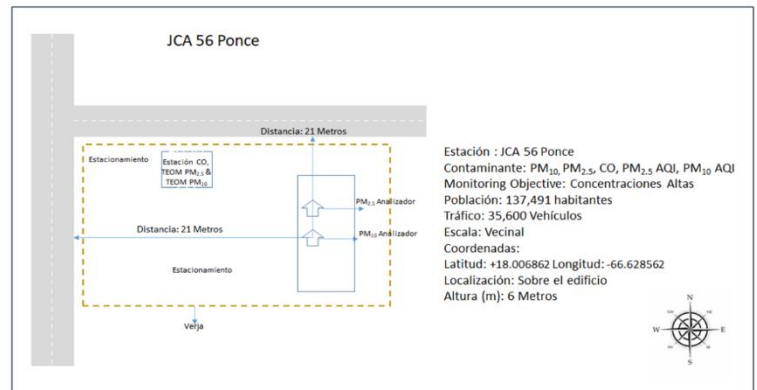 JCA 56 Ponce
Distancia: 21 Metros
Estacionamiento
Estación CO,
TEOM PM2.5 &
TEOM PM10
PM2.5 Analizador
Distancia: 21 Metros
PM10 Analizador
Estacionamiento
Verja
Estación : JCA 56 Ponce
Contaminante: PM10, PM2.5, CO, PM2.5 AQI, PM10 AQI
Monitoring Objective: Concentraciones Altas
Población: 137,491 habitantes
Tráfico: 35,600 Vehículos
Escala: Vecinal
Coordenadas:
Latitud: +18.006862 Longitud: -66.628562
Localización: Sobre el edificio
Altura (m): 6 Metros
N
W
E
S